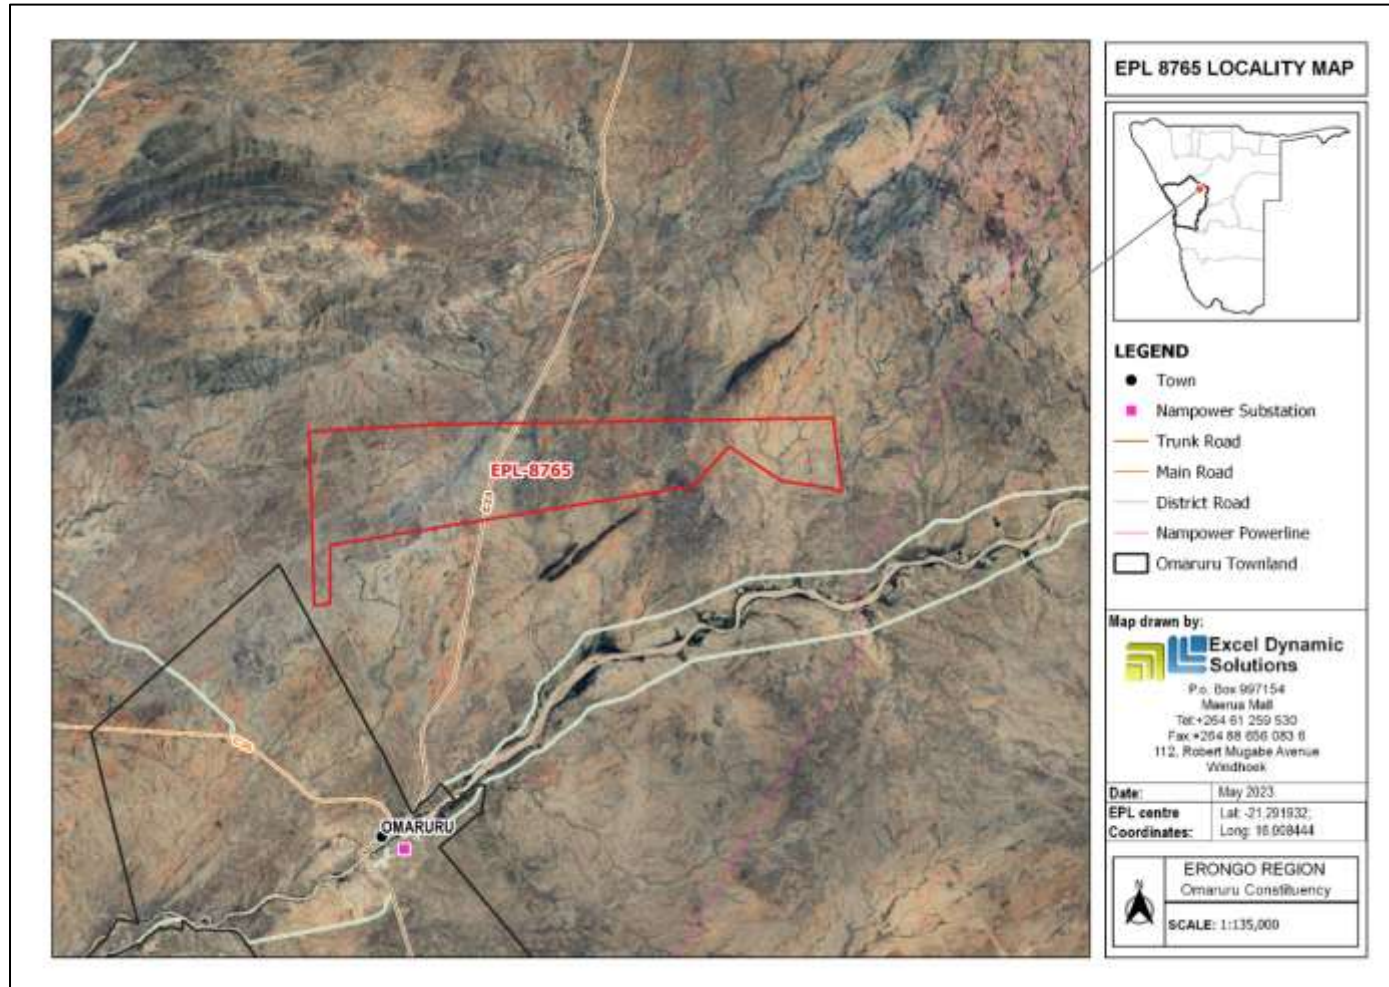 EPL 8765 LOCALITY MAP
LEGEND
Town
Nampower Substation
Trunk Road
Main Road
District Road
Nampower Powerline
Omaruru Townland
Map drawn by:
Excel Dynamic
Solutions
P.o. Box 997154
Maerua Mall
Tel:+264 61 259 530
Fax +264 88 656 083 6
112, Robert Mugabe Avenue
Windhoek
Date: May 2023
EPL centre Lat: -21.291932;
Coordinates: Long:
N
ERONGO REGION
Omaruru Constituency
SCALE: 1:135,000
EPL-8765
OMARURU